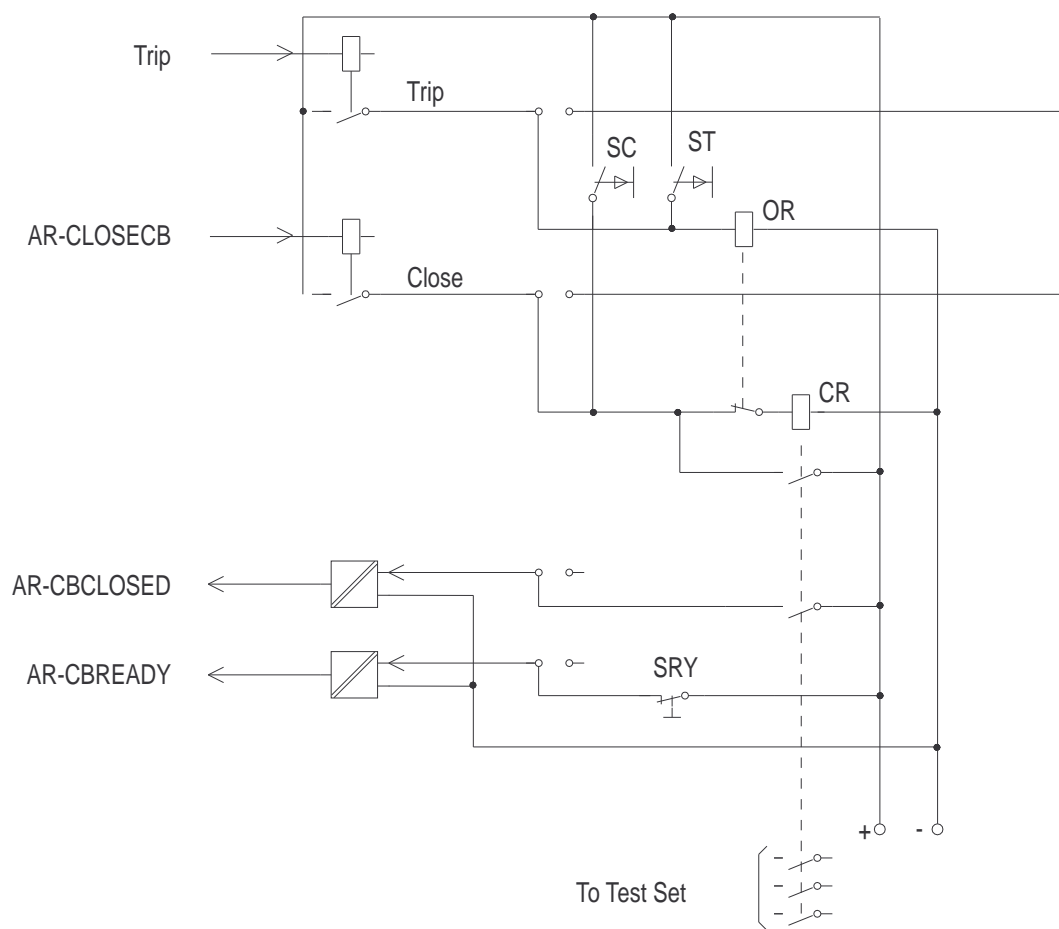 Trip
Trip
SC
ST
OR
AR-CLOSECB
Close
CR
AR-CBCLOSED
AR-CBREADY
SRY
+
-
To Test Set